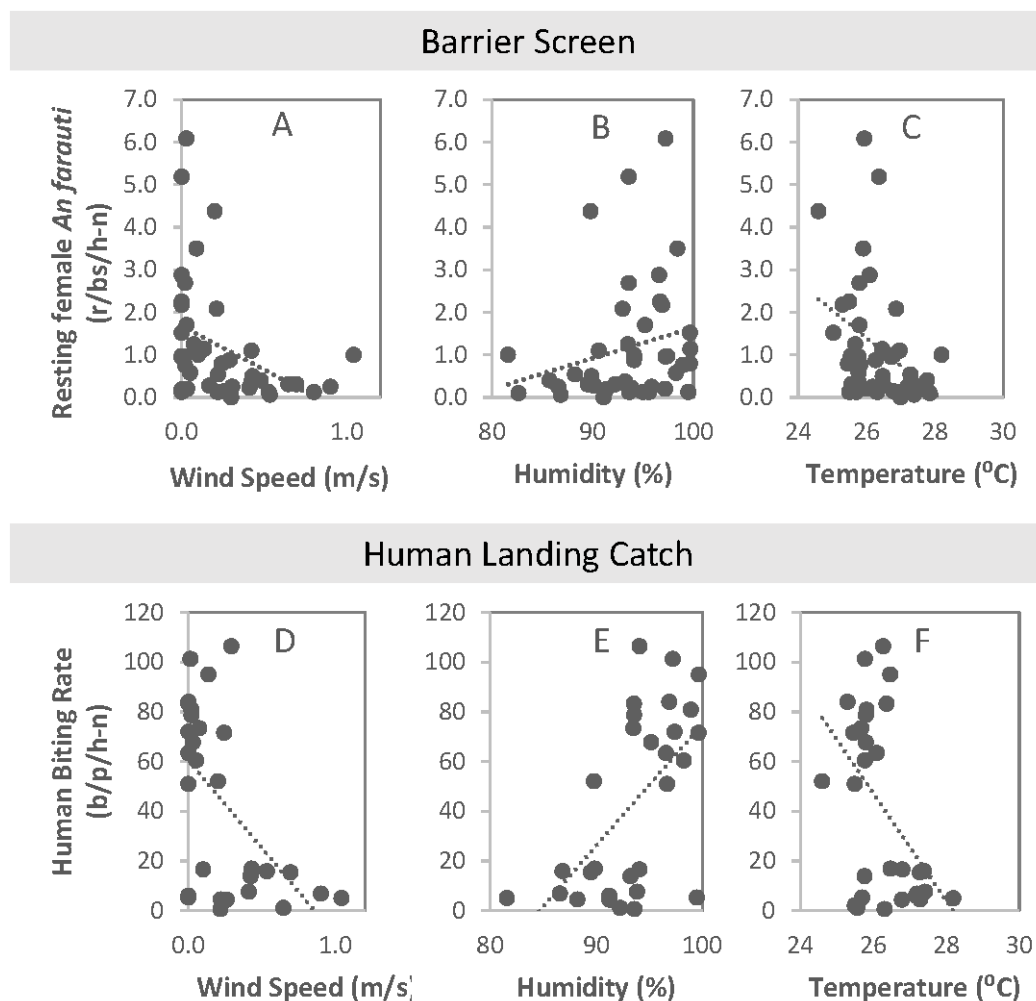 Barrier Screen
Resting female An farauti
(r/bs/h-n)
7.0
6.0
5.0
4.0
3.0
2.0
1.0
0.0
A
0.0 1.0
Wind Speed (m/s)
7.0
6.0
5.0
4.0
3.0
2.0
1.0
0.0
B
80 90 100
Humidity (%)
7.0
6.0
5.0
4.0
3.0
2.0
1.0
0.0
C
24 26 28 30
Temperature (⁰C)
Human Landing Catch
Human Biting Rate
(b/p/h-n)
120
100
80
60
40
20
0
D
0.0 1.0
Wind Speed (m/s)
120
100
80
60
40
20
0
E
80 90 100
Humidity (%)
120
100
80
60
40
20
0
F
24 26 28 30
Temperature (⁰C)